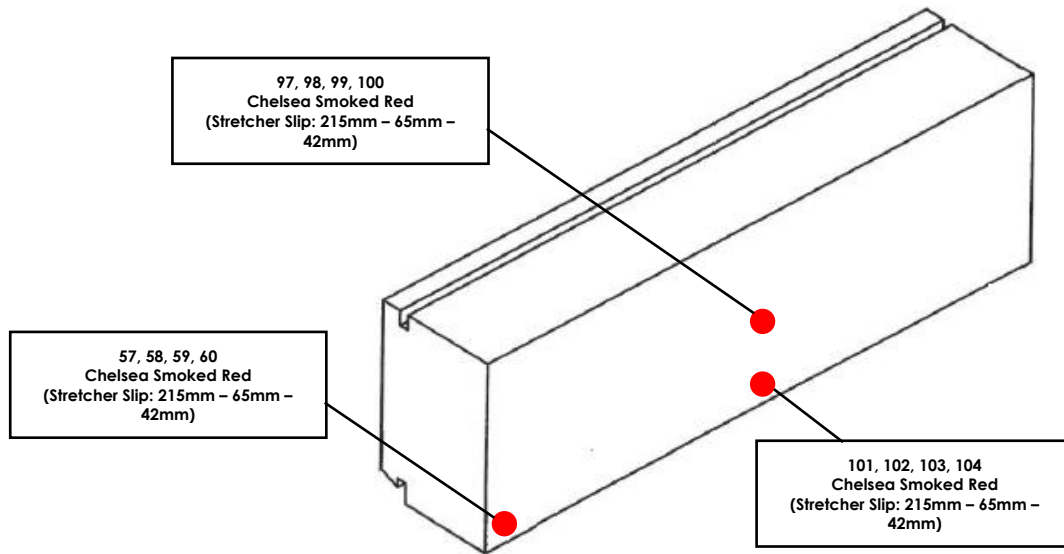 97, 98, 99, 100
Chelsea Smoked Red
(Stretcher Slip: 215mm – 65mm –
42mm)
57, 58, 59, 60
Chelsea Smoked Red
(Stretcher Slip: 215mm – 65mm –
42mm)
101, 102, 103, 104
Chelsea Smoked Red
(Stretcher Slip: 215mm – 65mm –
42mm)